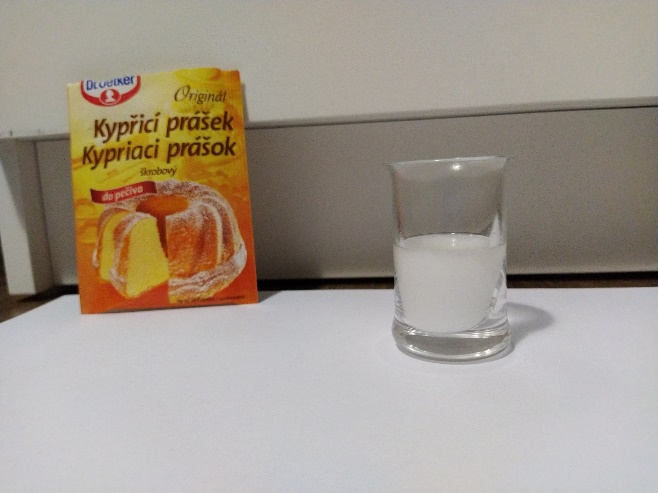 Dr.Oetker
Originál
Kypřicí prášek
Kypriaci prášok
škrobový
do pečiva